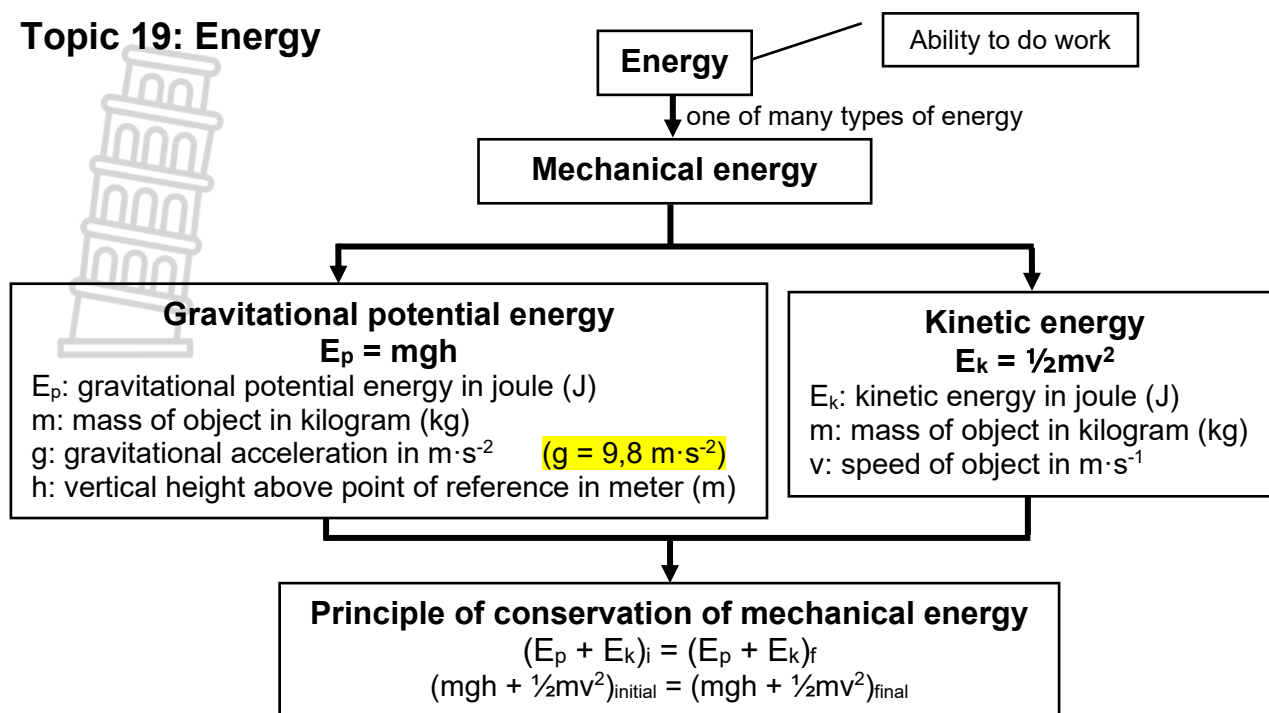 Topic 19: Energy
Energy
Ability to do work
one of many types of energy
Mechanical energy
Gravitational potential energy
Eₚ = mgh
Eₚ: gravitational potential energy in joule (J)
m: mass of object in kilogram (kg)
g: gravitational acceleration in m·s⁻² (g = 9,8 m·s⁻²)
h: vertical height above point of reference in meter (m)
Kinetic energy
Eₖ = ½mv²
Eₖ: kinetic energy in joule (J)
m: mass of object in kilogram (kg)
v: speed of object in m·s⁻¹
Principle of conservation of mechanical energy
(Eₚ + Eₖ)i = (Eₚ + Eₖ)f
(mgh + ½mv²)initial = (mgh + ½mv²)final